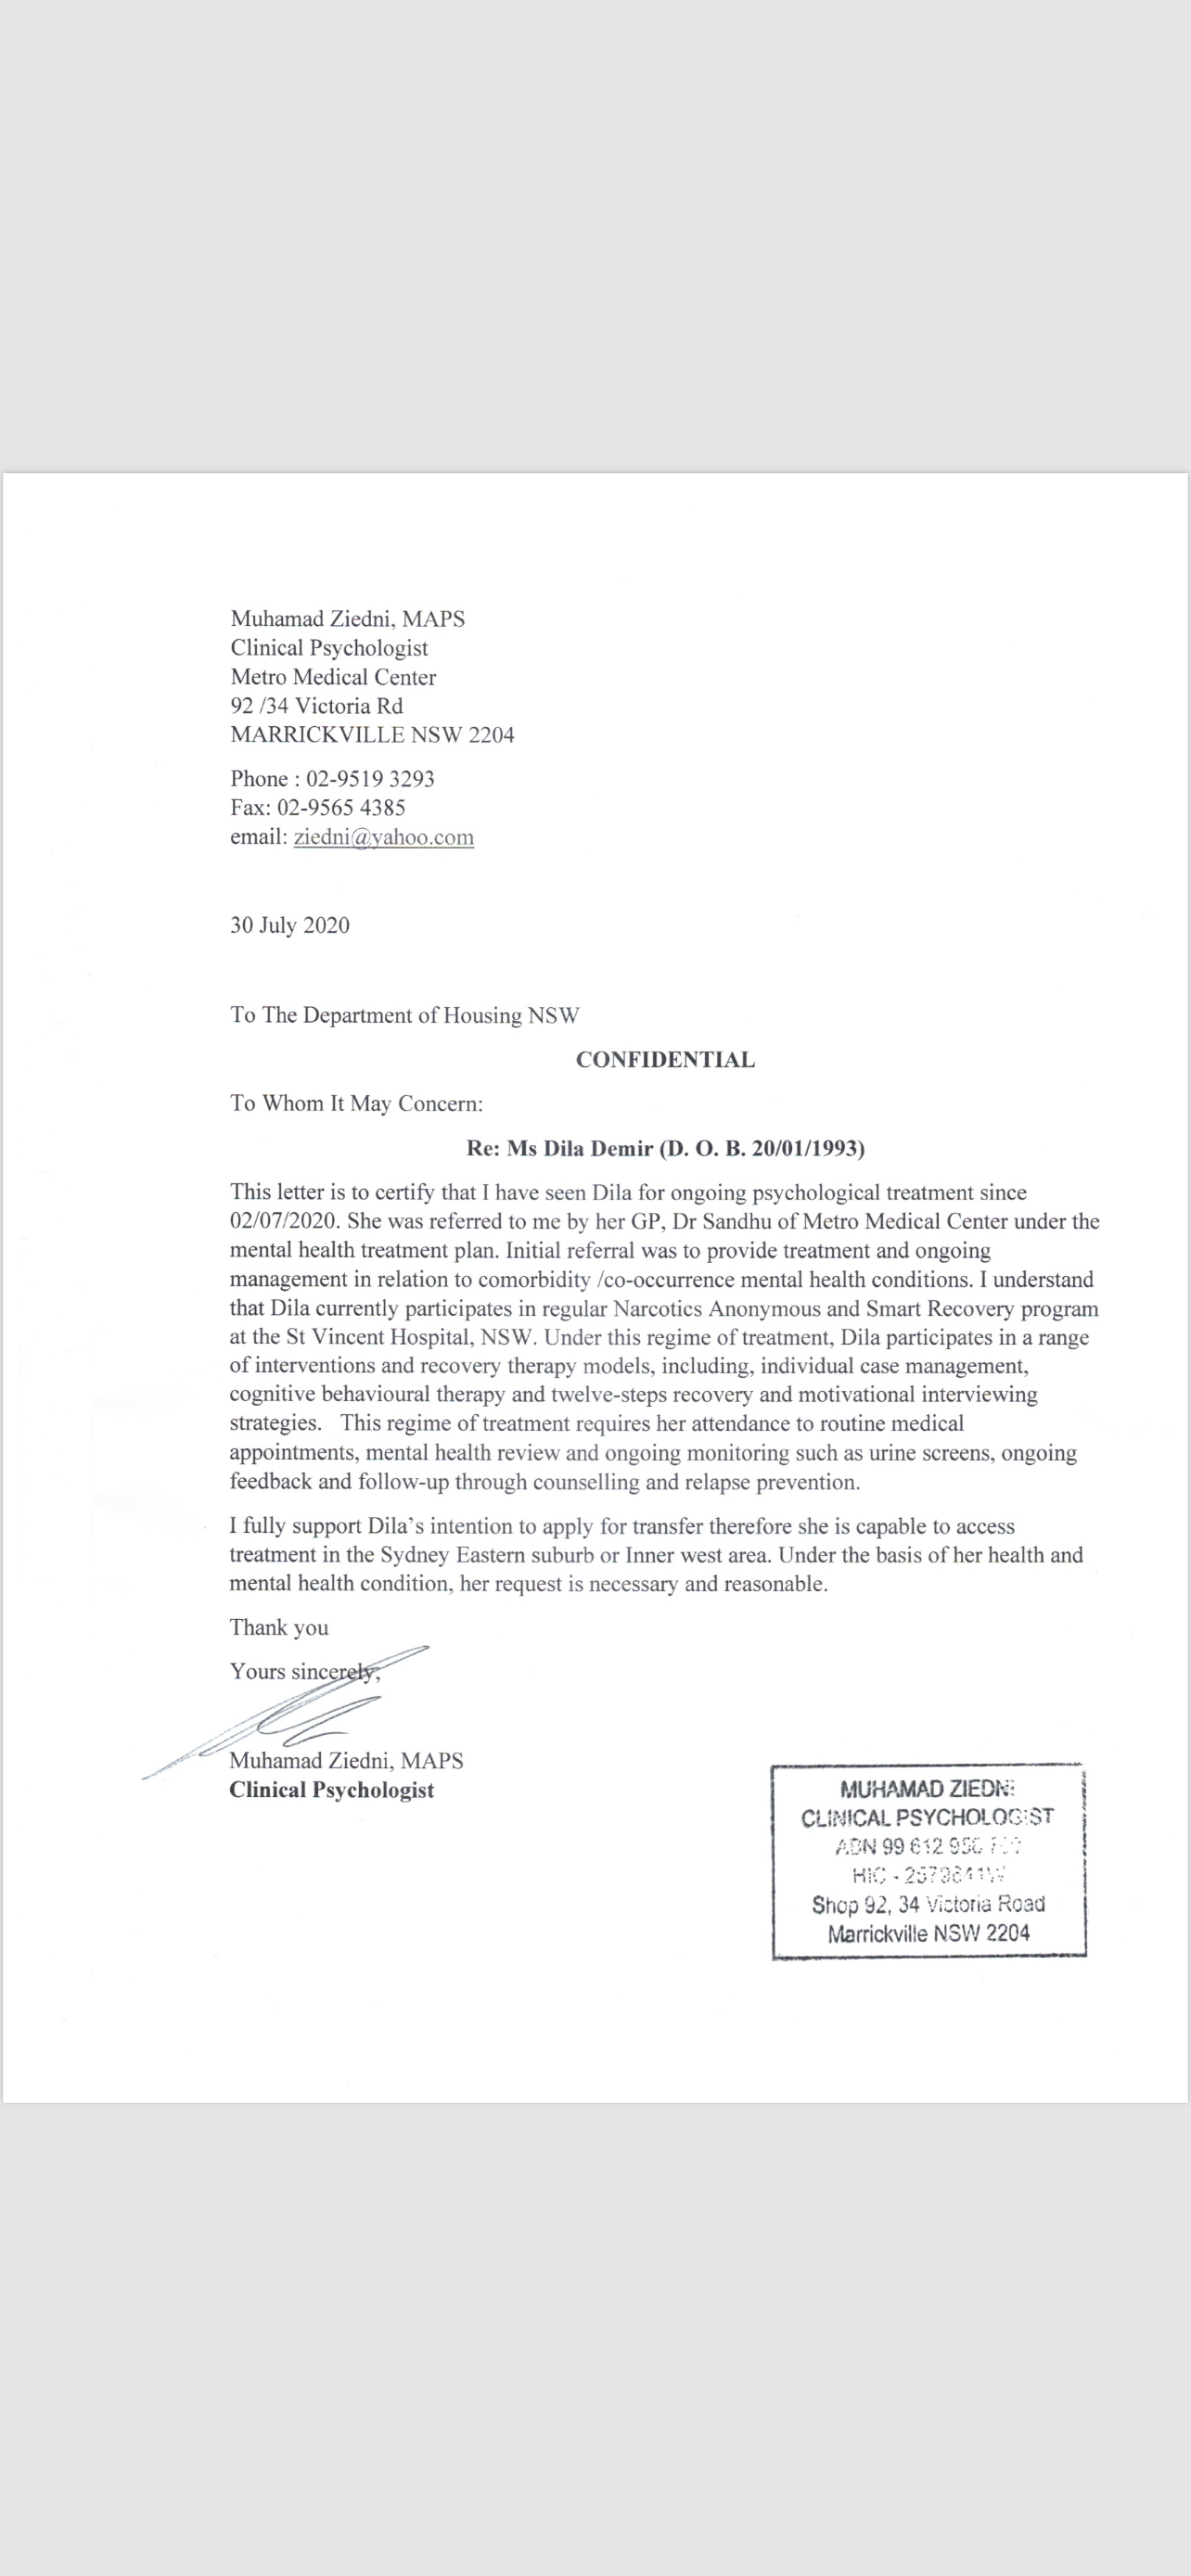 Muhamad Ziedni, MAPS
Clinical Psychologist
Metro Medical Center
92 /34 Victoria Rd
MARRICKVILLE NSW 2204
Phone : 02-9519 3293
Fax: 02-9565 4385
email: ziedni@yahoo.com
30 July 2020
To The Department of Housing NSW
CONFIDENTIAL
To Whom It May Concern:
Re: Ms Dila Demir (D. O. B. 20/01/1993)
This letter is to certify that I have seen Dila for ongoing psychological treatment since
02/07/2020. She was referred to me by her GP, Dr Sandhu of Metro Medical Center under the
mental health treatment plan. Initial referral was to provide treatment and ongoing
management in relation to comorbidity /co-occurrence mental health conditions. I understand
that Dila currently participates in regular Narcotics Anonymous and Smart Recovery program
at the St Vincent Hospital, NSW. Under this regime of treatment, Dila participates in a range
of interventions and recovery therapy models, including, individual case management,
cognitive behavioural therapy and twelve-steps recovery and motivational interviewing
strategies.   This regime of treatment requires her attendance to routine medical
appointments, mental health review and ongoing monitoring such as urine screens, ongoing
feedback and follow-up through counselling and relapse prevention.
I fully support Dila's intention to apply for transfer therefore she is capable to access
treatment in the Sydney Eastern suburb or Inner west area. Under the basis of her health and
mental health condition, her request is necessary and reasonable.
Thank you
Yours sincerely,
Muhamad Ziedni, MAPS
Clinical Psychologist
MUHAMAD ZIEDNI
CLINICAL PSYCHOLOGIST
ABN 99 612
HIC -
Shop 92, 34 Victoria Road
Marrickville NSW 2204